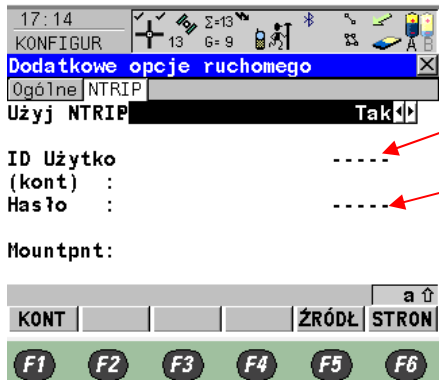 17:14 Σ=13
KONFIGUR 13 G= 9 A B
Dodatkowe opcje ruchomego X
Ogólne NTRIP
Użyj NTRIP Tak
ID Użytko -----
(kont) :
Hasło : -----
Mountpnt:
a
KONT ŹRÓDŁ STRON
F1 F2 F3 F4 F5 F6